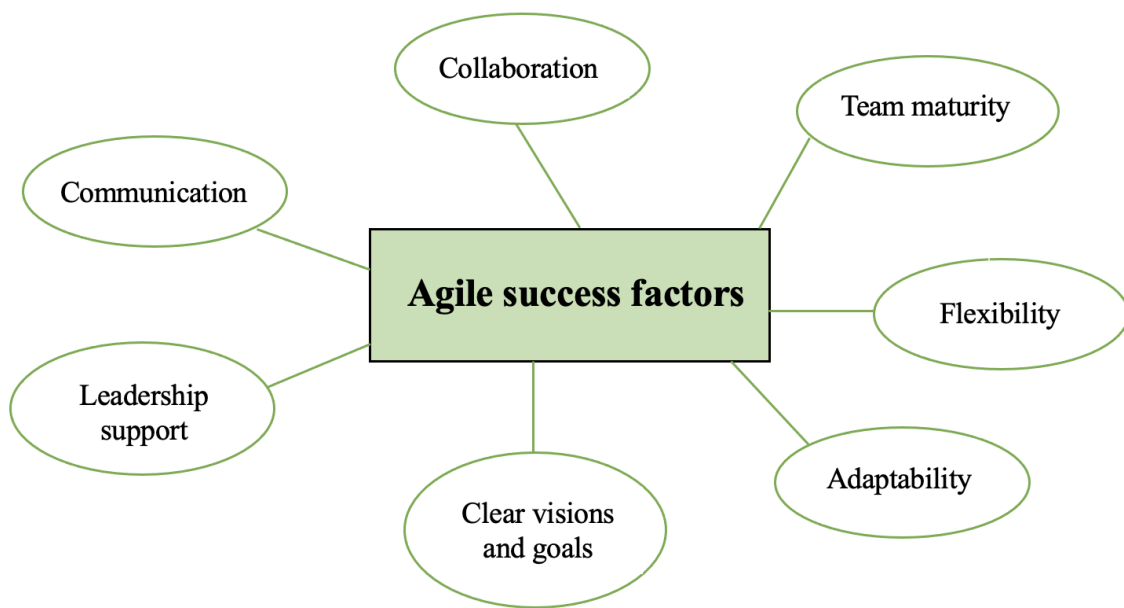 Collaboration
Team maturity
Communication
Agile success factors
Flexibility
Leadership
support
Adaptability
Clear visions
and goals